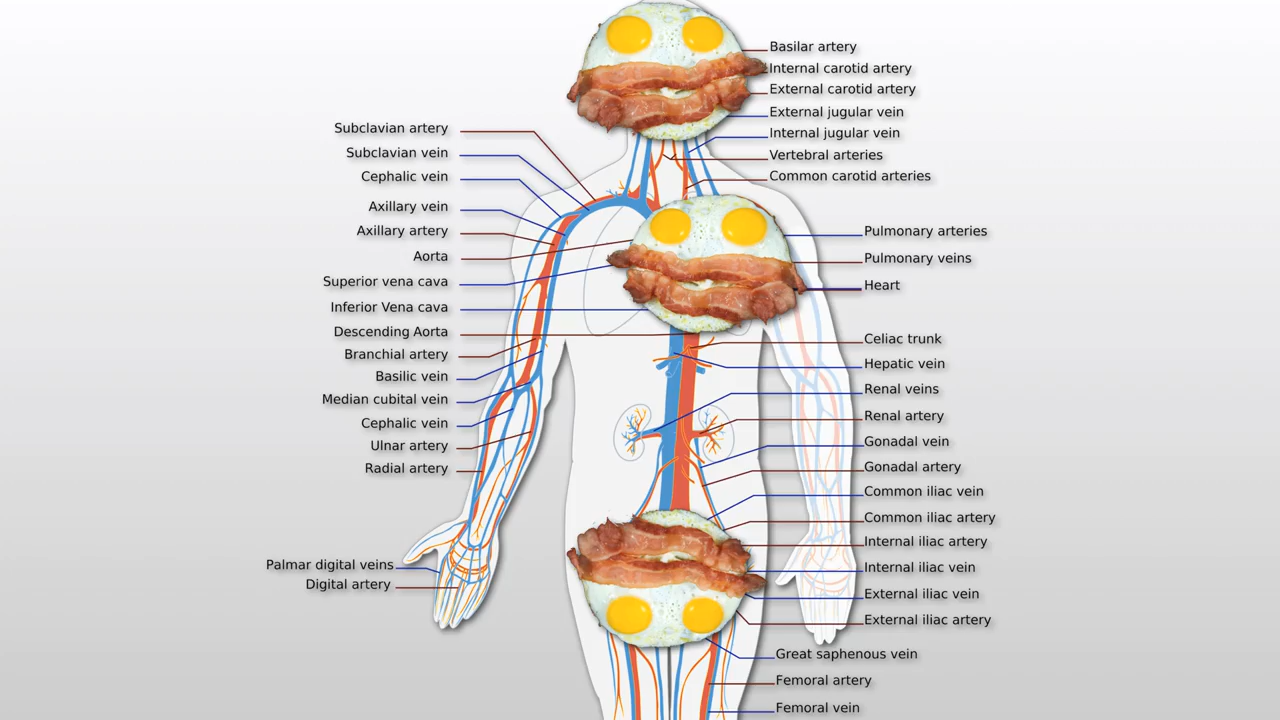 Subclavian artery
Subclavian vein
Cephalic vein
Axillary vein
Axillary artery
Aorta
Superior vena cava
Inferior Vena cava
Descending Aorta
Branchial artery
Basilic vein
Median cubital vein
Cephalic vein
Ulnar artery
Radial artery
Palmar digital veins
Digital artery
Basilar artery
Internal carotid artery
External carotid artery
External jugular vein
Internal jugular vein
Vertebral arteries
Common carotid arteries
Pulmonary arteries
Pulmonary veins
Heart
Celiac trunk
Hepatic vein
Renal veins
Renal artery
Gonadal vein
Gonadal artery
Common iliac vein
Common iliac artery
Internal iliac artery
Internal iliac vein
External iliac vein
External iliac artery
Great saphenous vein
Femoral artery
Femoral vein